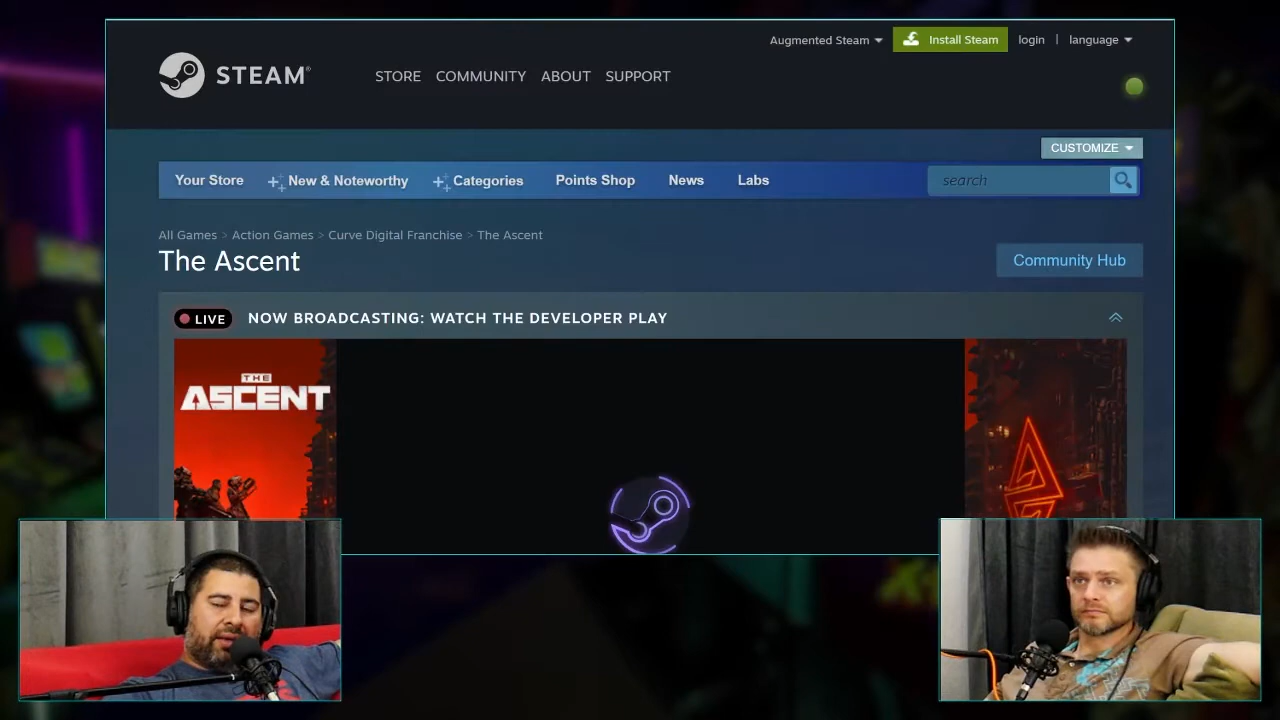 Augmented Steam
Install Steam
login | language
STEAM®
STORE COMMUNITY ABOUT SUPPORT
CUSTOMIZE
Your Store New & Noteworthy Categories Points Shop News Labs search
All Games > Action Games > Curve Digital Franchise > The Ascent
The Ascent
Community Hub
LIVE NOW BROADCASTING: WATCH THE DEVELOPER PLAY
THE
ASCENT